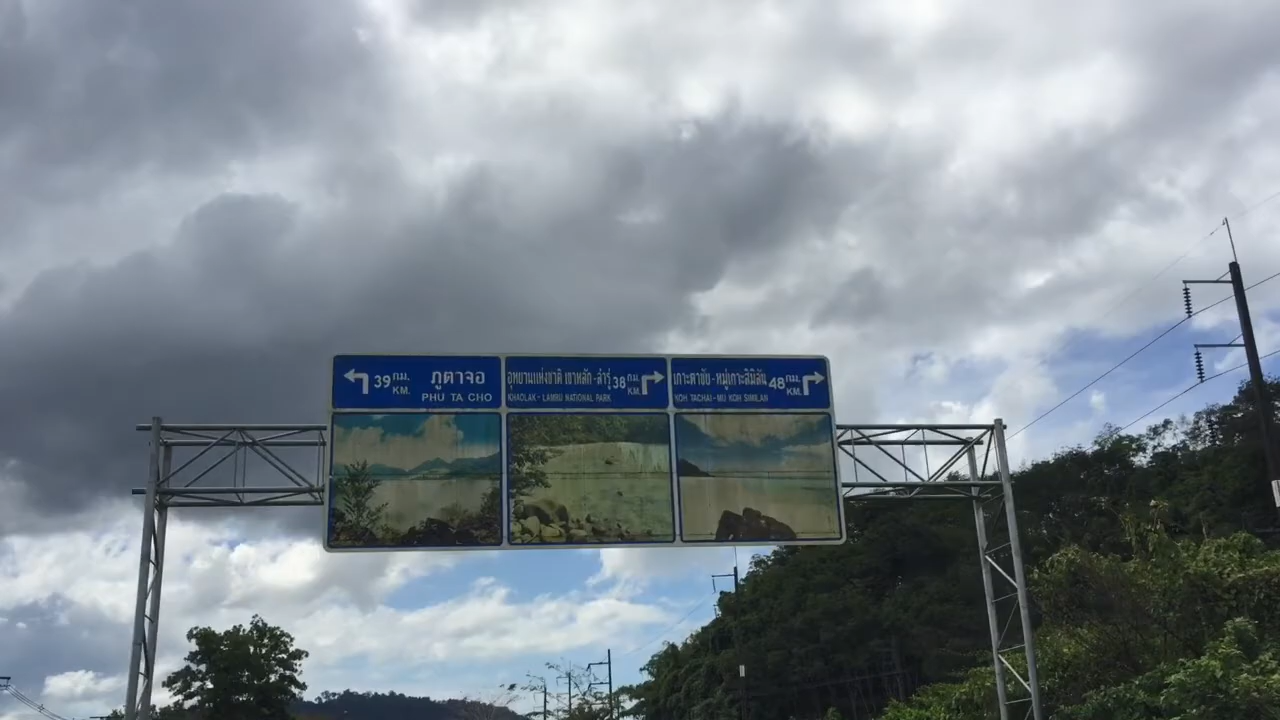 39 กม.
KM.
ภูตาจอ
PHU TA CHO
อุทยานแห่งชาติ เขาหลัก-ลำรู่
KHAOLAK - LAMRU NATIONAL PARK
38 กม.
KM.
เกาะตาชัย-หมู่เกาะสิมิลัน
KOH TACHAI - MU KOH SIMILAN
48 กม.
KM.